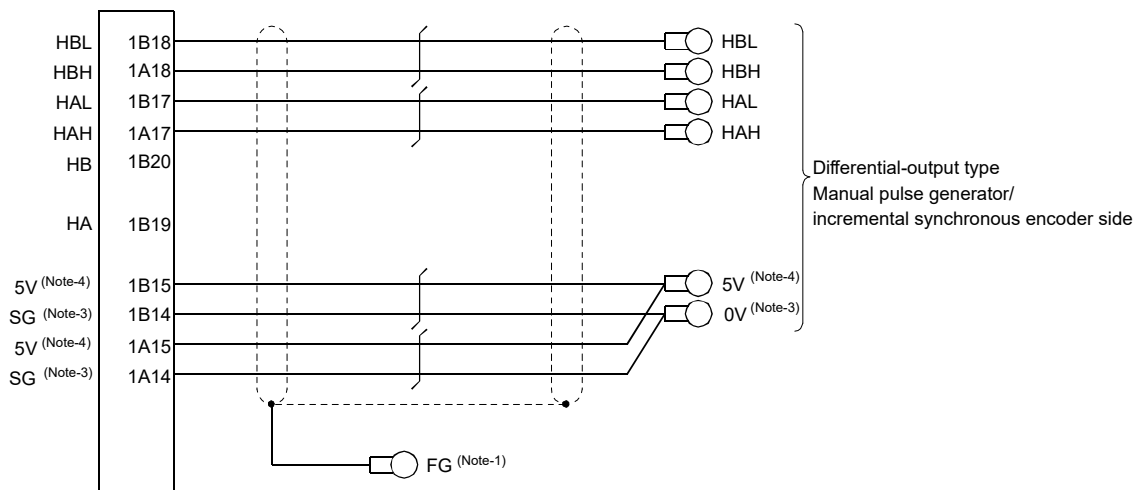 HBL 1B18 HBL
HBH 1A18 HBH
HAL 1B17 HAL
HAH 1A17 HAH
HB 1B20
Differential-output type
Manual pulse generator/
incremental synchronous encoder side
HA 1B19
5V (Note-4) 1B15 5V (Note-4)
SG (Note-3) 1B14 0V (Note-3)
5V (Note-4) 1A15
SG (Note-3) 1A14
FG (Note-1)